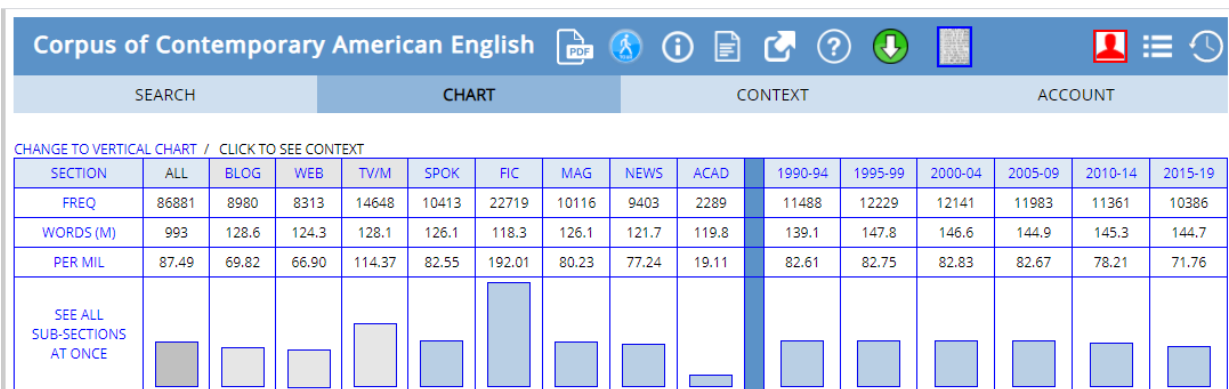 Corpus of Contemporary American English PDF
SEARCH CHART CONTEXT ACCOUNT
CHANGE TO VERTICAL CHART / CLICK TO SEE CONTEXT
SECTION ALL BLOG WEB TV/M SPOK FIC MAG NEWS ACAD 1990-94 1995-99 2000-04 2005-09 2010-14 2015-19
FREQ 86881 8980 8313 14648 10413 22719 10116 9403 2289 11488 12229 12141 11983 11361 10386
WORDS (M) 993 128.6 124.3 128.1 126.1 118.3 126.1 121.7 119.8 139.1 147.8 146.6 144.9 145.3 144.7
PER MIL 87.49 69.82 66.90 114.37 82.55 192.01 80.23 77.24 19.11 82.61 82.75 82.83 82.67 78.21 71.76
SEE ALL
SUB-SECTIONS
AT ONCE